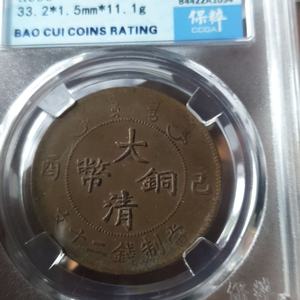 33.2*1.5mm*11.1g
BAO CUI COINS RATING
保粹
CCGA
大清銅幣
己酉
當制錢二十文